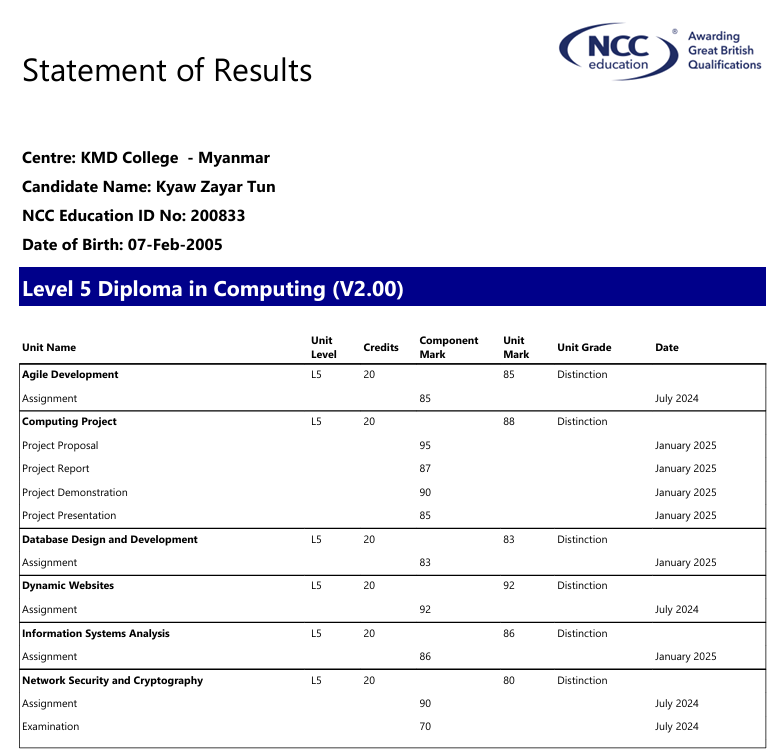 NCC education ®
Awarding
Great British
Qualifications
Statement of Results
Centre: KMD College  - Myanmar
Candidate Name: Kyaw Zayar Tun
NCC Education ID No: 200833
Date of Birth: 07-Feb-2005
Level 5 Diploma in Computing (V2.00)
Unit Name Unit Level Credits Component Mark Unit Mark Unit Grade Date
Agile Development L5 20 85 Distinction
Assignment 85 July 2024
Computing Project L5 20 88 Distinction
Project Proposal 95 January 2025
Project Report 87 January 2025
Project Demonstration 90 January 2025
Project Presentation 85 January 2025
Database Design and Development L5 20 83 Distinction
Assignment 83 January 2025
Dynamic Websites L5 20 92 Distinction
Assignment 92 July 2024
Information Systems Analysis L5 20 86 Distinction
Assignment 86 January 2025
Network Security and Cryptography L5 20 80 Distinction
Assignment 90 July 2024
Examination 70 July 2024